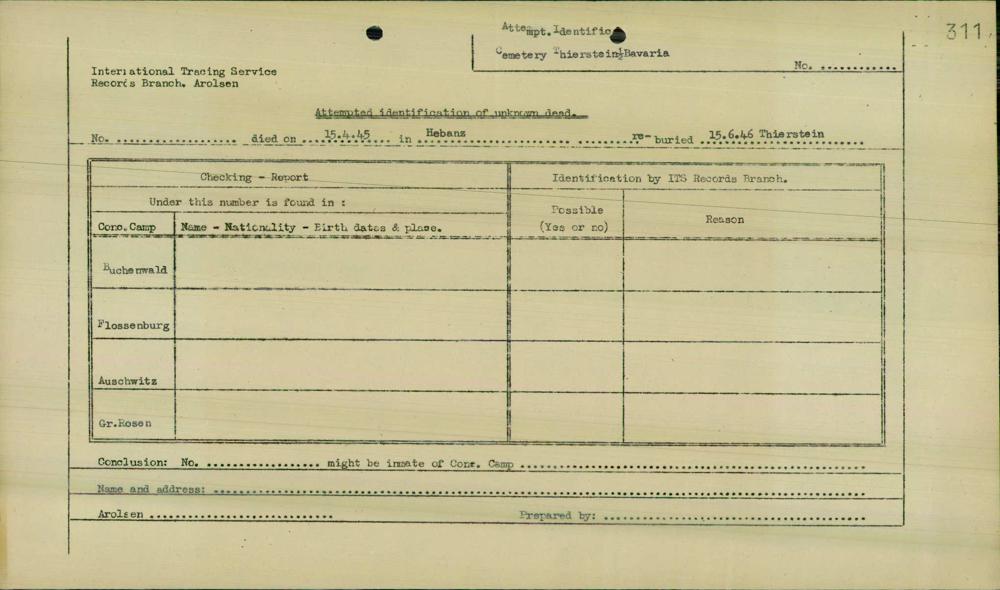 311
Attempt. Identific
Cemetery Thierstein/Bavaria
No. ............
International Tracing Service
Records Branch. Arolsen
Attempted identification of unknown dead.
No. .................. died on ...15.4.45.... in .Hebanz....................... ..........re-buried .15.6.46 Thierstein......
Checking - Report
Identification by ITS Records Branch.
Under this number is found in :
Possible
(Yes or no)
Reason
Conc. Camp
Name - Nationality - Birth dates & place.
Buchenwald
Flossenburg
Auschwitz
Gr.Rosen
Conclusion: No. ................... might be inmate of Conc. Camp ............................................................
Name and address: ..............................................................................................................
Arolsen ................................
Prepared by: .............................................